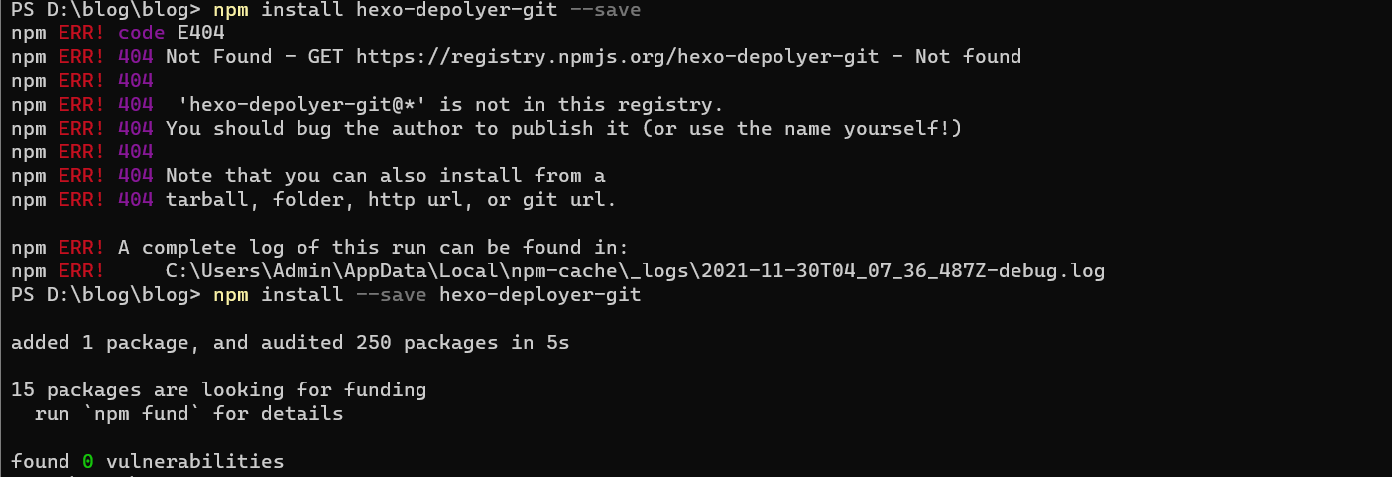 PS D:\blog\blog> npm install hexo-depolyer-git --save
npm ERR! code E404
npm ERR! 404 Not Found - GET https://registry.npmjs.org/hexo-depolyer-git - Not found
npm ERR! 404
npm ERR! 404  'hexo-depolyer-git@*' is not in this registry.
npm ERR! 404 You should bug the author to publish it (or use the name yourself!)
npm ERR! 404
npm ERR! 404 Note that you can also install from a
npm ERR! 404 tarball, folder, http url, or git url.
npm ERR! A complete log of this run can be found in:
npm ERR!     C:\Users\Admin\AppData\Local\npm-cache\_logs\2021-11-30T04_07_36_487Z-debug.log
PS D:\blog\blog> npm install --save hexo-deployer-git
added 1 package, and audited 250 packages in 5s
15 packages are looking for funding
  run `npm fund` for details
found 0 vulnerabilities